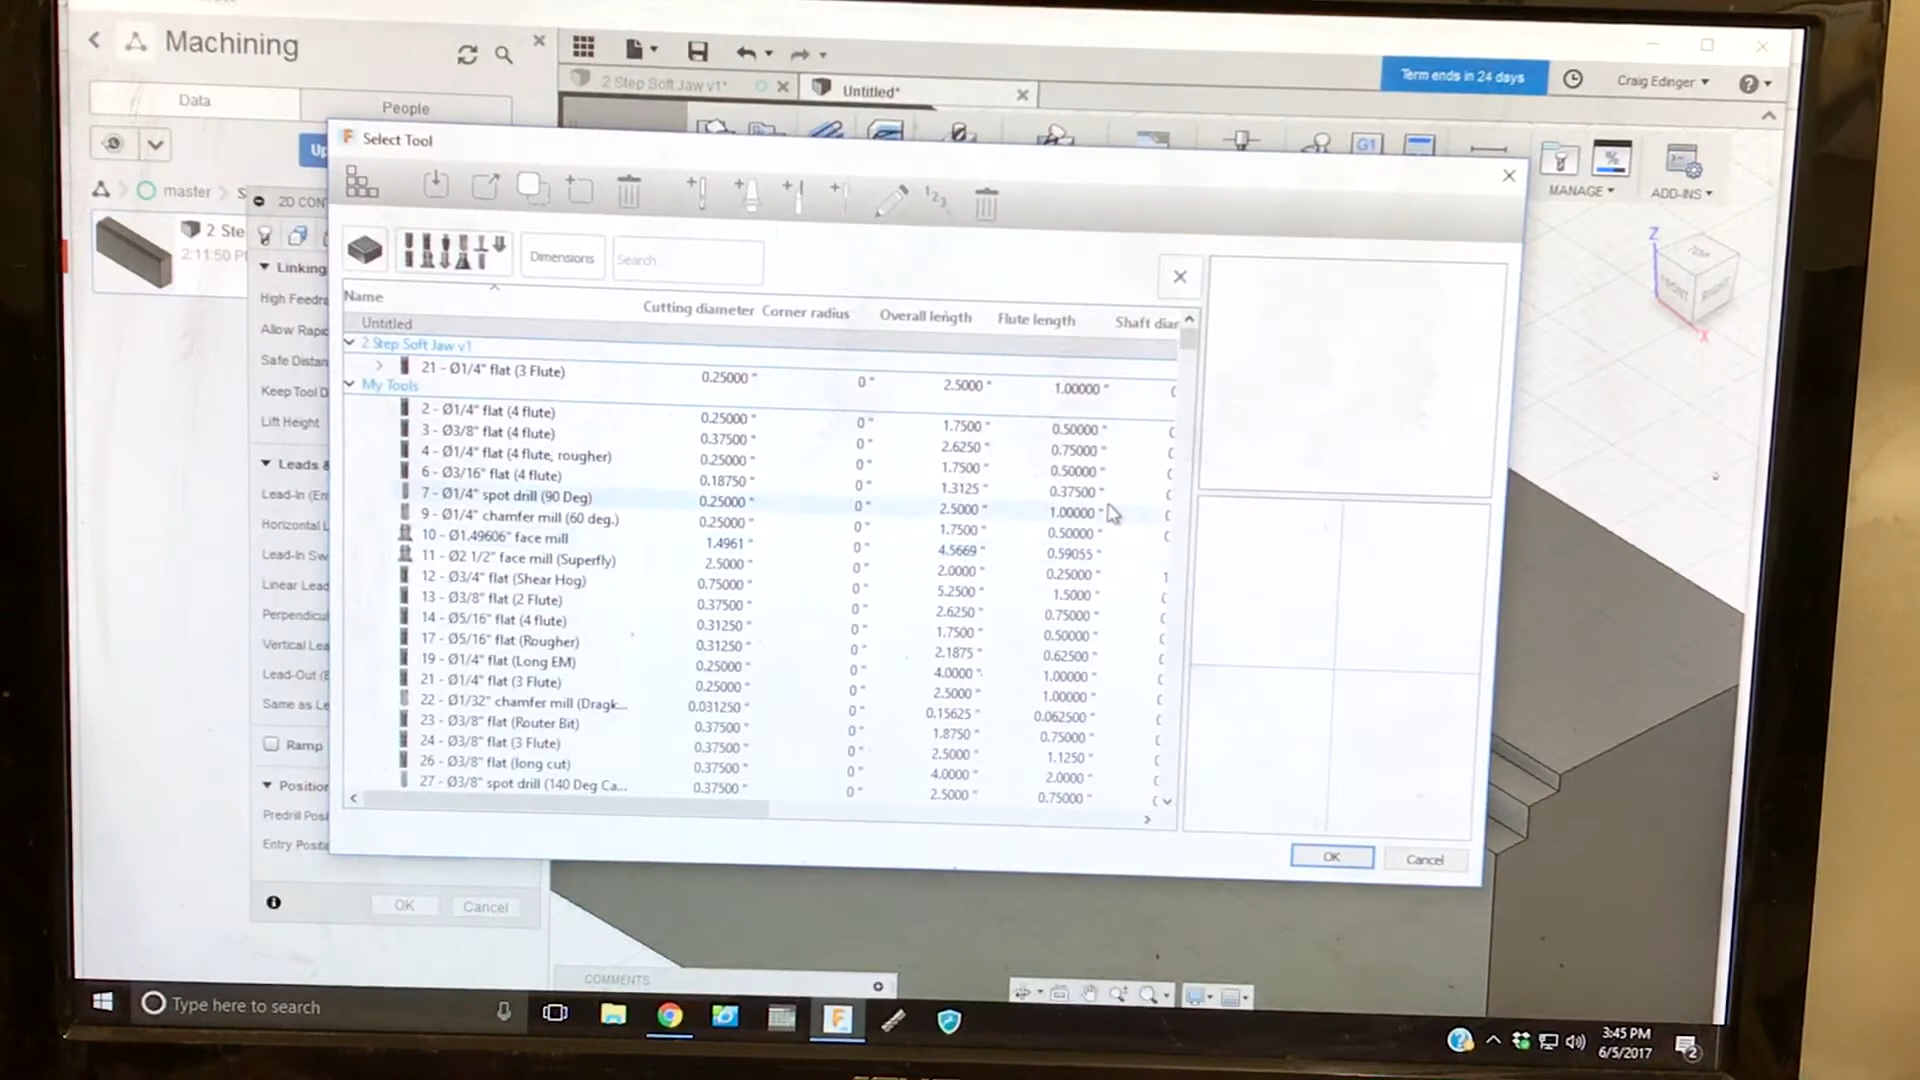 Machining
Data
People
Up
master
S
2 Ste
2:11:50 P
2 Step Soft Jaw v1*
Untitled*
Term ends in 24 days
Craig Edinger
G1
MANAGE
ADD-INS
Z
FRONT
RIGHT
X
2D CON
Linking
High Feedra
Allow Rapi
Safe Distan
Keep Tool D
Lift Height
Leads &
Lead-In (En
Horizontal L
Lead-In Sw
Linear Lead
Perpendicul
Vertical Lea
Lead-Out (E
Same as Le
Ramp
Position
Predrill Posi
Entry Positi
OK
Cancel
Select Tool
Dimensions
Search
Name Cutting diameter Corner radius Overall length Flute length Shaft diar
Untitled
2 Step Soft Jaw v1
21 - Ø1/4" flat (3 Flute) 0.25000 " 0 " 2.5000 " 1.00000 "
My Tools
2 - Ø1/4" flat (4 flute) 0.25000 " 0 " 1.7500 " 0.50000 "
3 - Ø3/8" flat (4 flute) 0.37500 " 0 " 2.6250 " 0.75000 "
4 - Ø1/4" flat (4 flute, rougher) 0.25000 " 0 " 1.7500 " 0.50000 "
6 - Ø3/16" flat (4 flute) 0.18750 " 0 " 1.3125 " 0.37500 "
7 - Ø1/4" spot drill (90 Deg) 0.25000 " 0 " 2.5000 " 1.00000 "
9 - Ø1/4" chamfer mill (60 deg.) 0.25000 " 0 " 1.7500 " 0.50000 "
10 - Ø1.49606" face mill 1.4961 " 0 " 4.5669 " 0.59055 "
11 - Ø2 1/2" face mill (Superfly) 2.5000 " 0 " 2.0000 " 0.25000 " 1
12 - Ø3/4" flat (Shear Hog) 0.75000 " 0 " 5.2500 " 1.5000 "
13 - Ø3/8" flat (2 Flute) 0.37500 " 0 " 2.6250 " 0.75000 "
14 - Ø5/16" flat (4 flute) 0.31250 " 0 " 1.7500 " 0.50000 "
17 - Ø5/16" flat (Rougher) 0.31250 " 0 " 2.1875 " 0.62500 "
19 - Ø1/4" flat (Long EM) 0.25000 " 0 " 4.0000 " 1.00000 "
21 - Ø1/4" flat (3 Flute) 0.25000 " 0 " 2.5000 " 1.00000 "
22 - Ø1/32" chamfer mill (Dragk... 0.031250 " 0 " 0.15625 " 0.062500 "
23 - Ø3/8" flat (Router Bit) 0.37500 " 0 " 1.8750 " 0.75000 "
24 - Ø3/8" flat (3 Flute) 0.37500 " 0 " 2.5000 " 1.1250 "
26 - Ø3/8" flat (long cut) 0.37500 " 0 " 4.0000 " 2.0000 "
27 - Ø3/8" spot drill (140 Deg Ca... 0.37500 " 0 " 2.5000 " 0.75000 "
OK
Cancel
COMMENTS
Type here to search
3:45 PM
6/5/2017
2